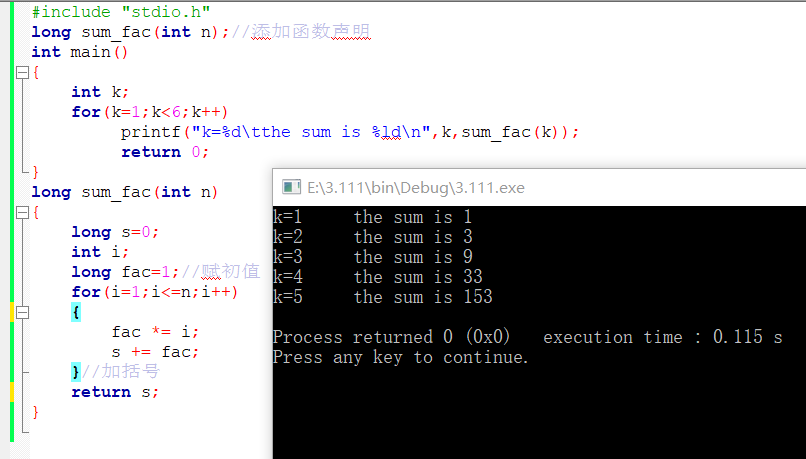 #include "stdio.h"
long sum_fac(int n);//添加函数声明
int main()
{
    int k;
    for(k=1;k<6;k++)
         printf("k=%d\tthe sum is %ld\n",k,sum_fac(k));
         return 0;
}
long sum_fac(int n)
{
    long s=0;
    int i;
    long fac=1;//赋初值
    for(i=1;i<=n;i++)
    {
        fac *= i;
        s += fac;
    }//加括号
    return s;
}
E:\3.111\bin\Debug\3.111.exe
k=1     the sum is 1
k=2     the sum is 3
k=3     the sum is 9
k=4     the sum is 33
k=5     the sum is 153
Process returned 0 (0x0)   execution time : 0.115 s
Press any key to continue.